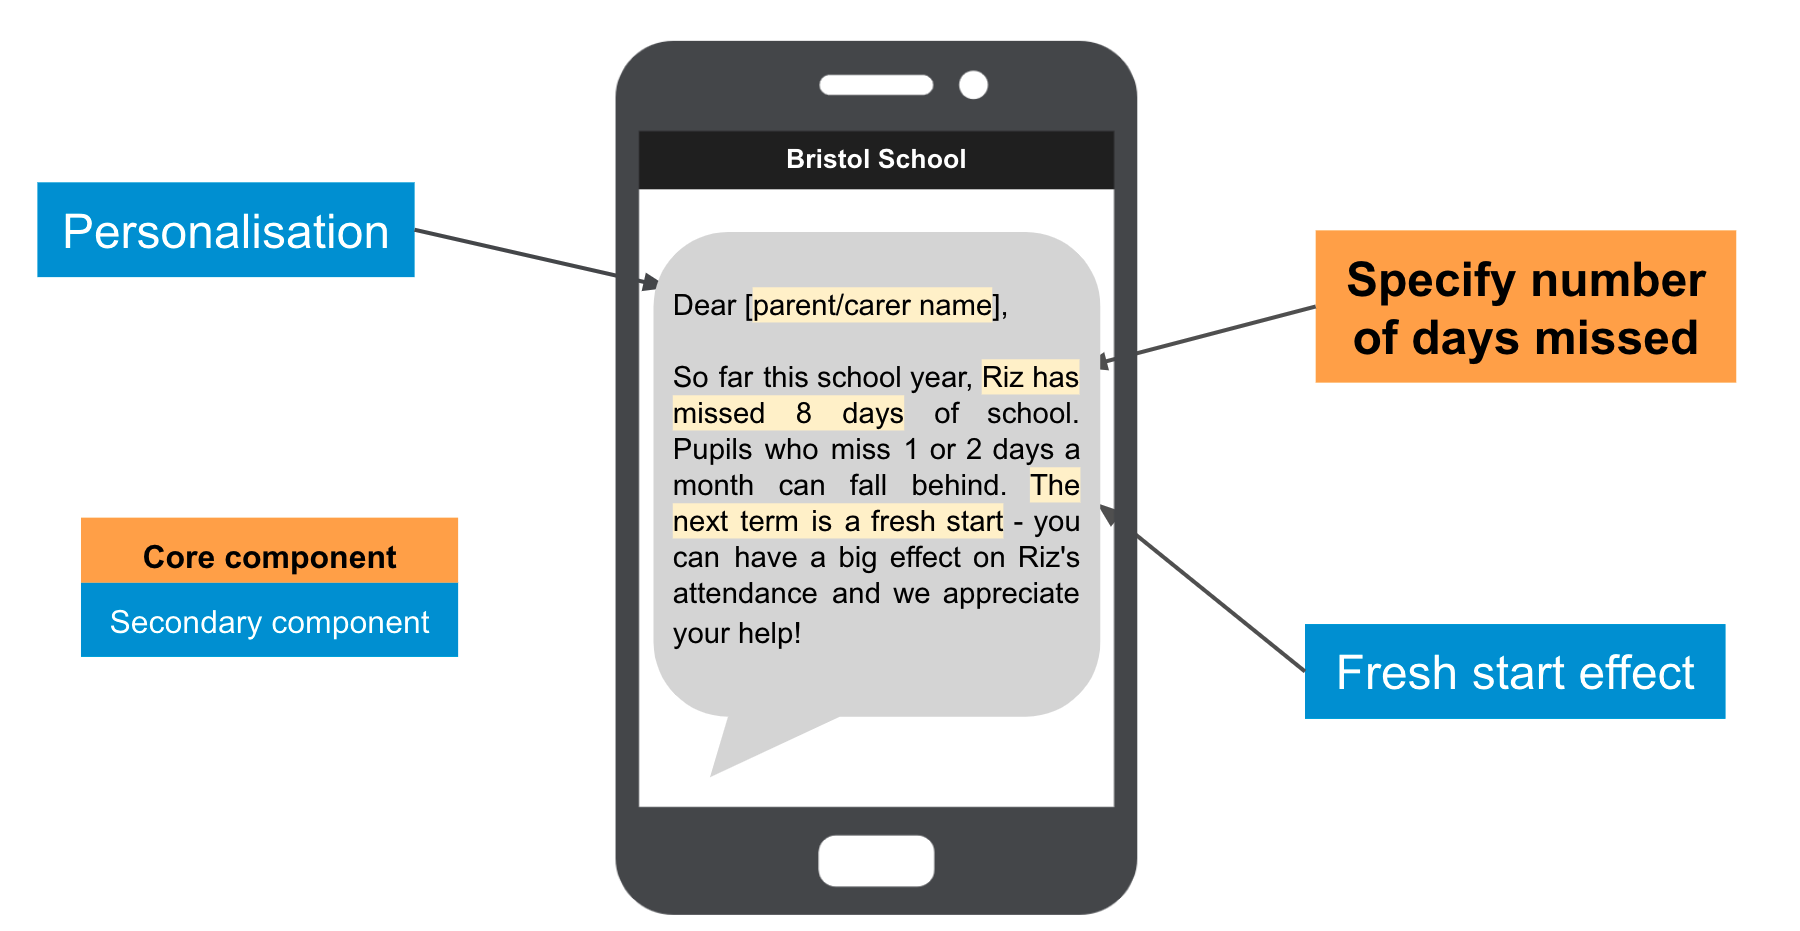 Bristol School
Personalisation
Dear [parent/carer name],
So far this school year, Riz has
missed 8 days of school.
Pupils who miss 1 or 2 days a
month can fall behind. The
next term is a fresh start - you
can have a big effect on Riz's
attendance and we appreciate
your help!
Specify number
of days missed
Core component
Secondary component
Fresh start effect